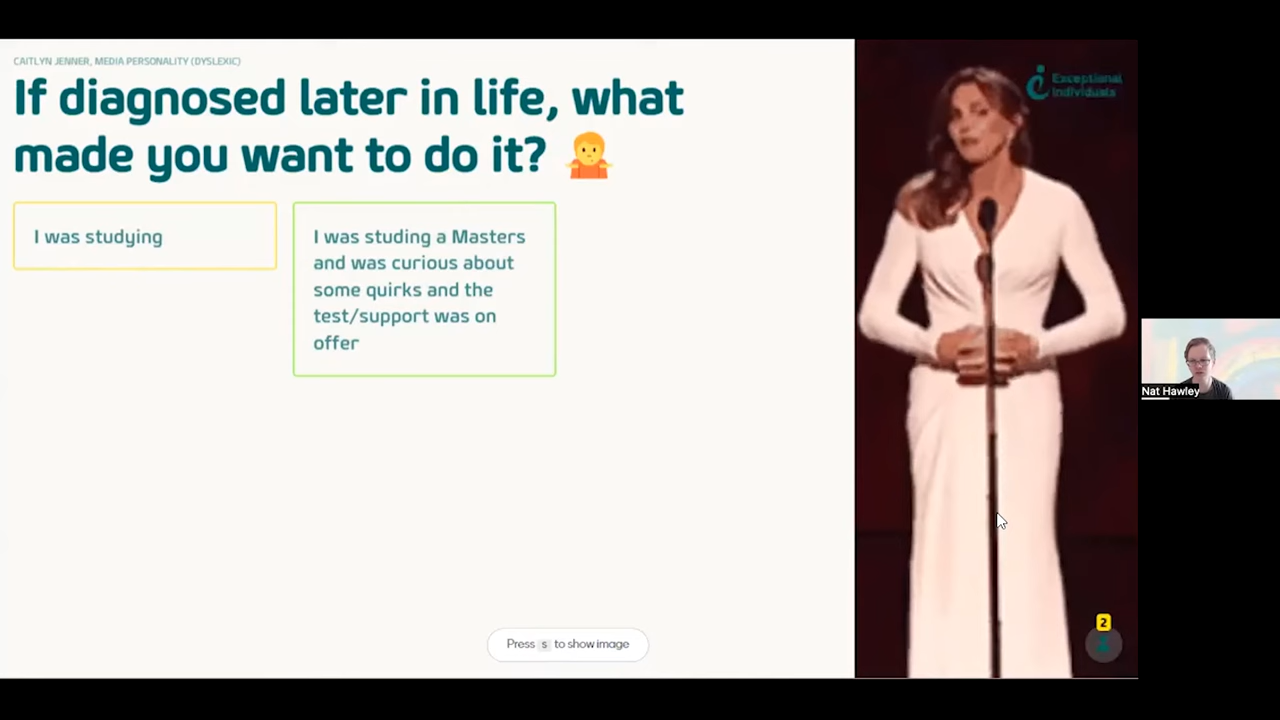 CAITLYN JENNER, MEDIA PERSONALITY (DYSLEXIC)
If diagnosed later in life, what
made you want to do it? 🤷
I was studying
I was studing a Masters
and was curious about
some quirks and the
test/support was on
offer
Exceptional
Individuals
Nat Hawley
2
Press s to show image